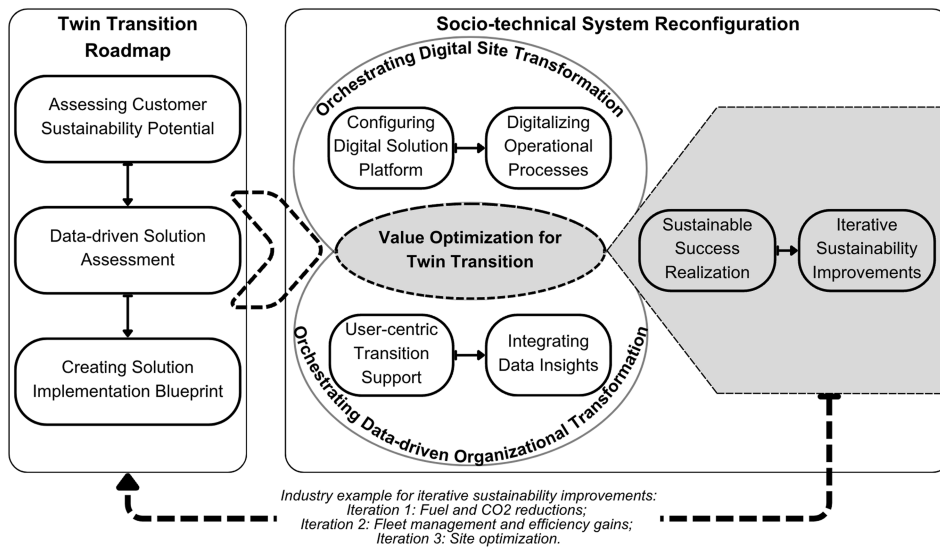 Twin Transition
Roadmap
Assessing Customer
Sustainability Potential
Data-driven Solution
Assessment
Creating Solution
Implementation Blueprint
Socio-technical System Reconfiguration
Orchestrating Digital Site Transformation
Configuring
Digital Solution
Platform
Digitalizing
Operational
Processes
Value Optimization for
Twin Transition
User-centric
Transition
Support
Integrating
Data Insights
Orchestrating Data-driven Organizational Transformation
Sustainable
Success
Realization
Iterative
Sustainability
Improvements
Industry example for iterative sustainability improvements:
Iteration 1: Fuel and CO2 reductions;
Iteration 2: Fleet management and efficiency gains;
Iteration 3: Site optimization.